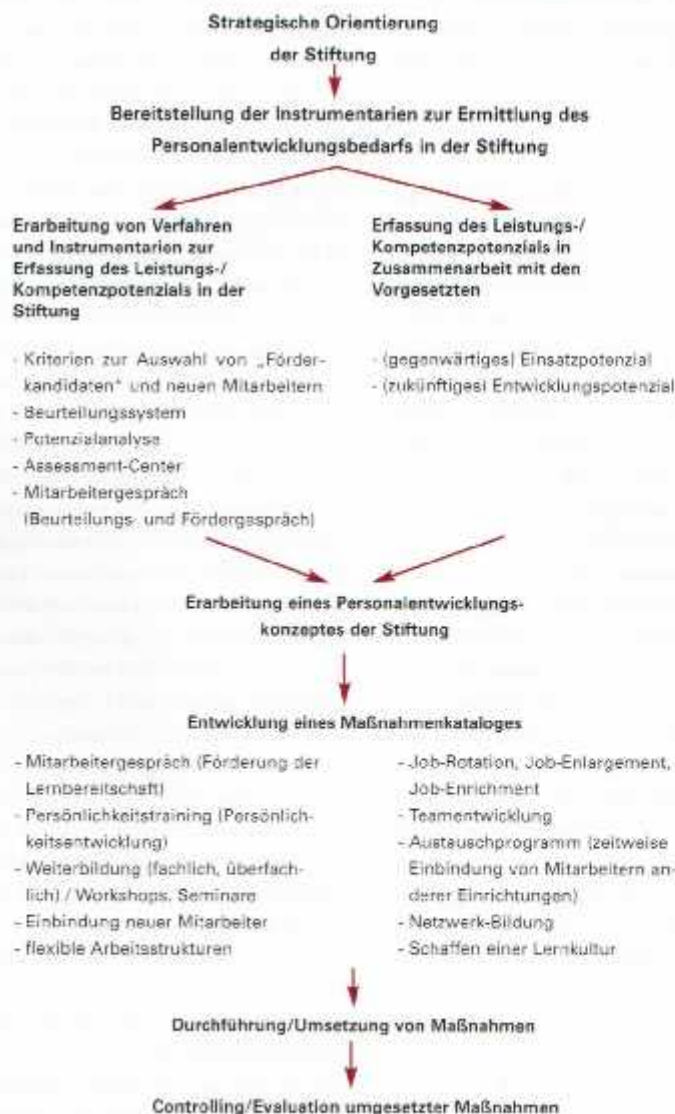 Strategische Orientierung
der Stiftung
Bereitstellung der Instrumentarien zur Ermittlung des
Personalentwicklungsbedarfs in der Stiftung
Erarbeitung von Verfahren
und Instrumentarien zur
Erfassung des Leistungs-/
Kompetenzpotenzials in der
Stiftung
- Kriterien zur Auswahl von „Förder-
kandidaten“ und neuen Mitarbeitern
- Beurteilungssystem
- Potenzialanalyse
- Assessment-Center
- Mitarbeitergespräch
(Beurteilungs- und Fördergespräch)
Erfassung des Leistungs-/
Kompetenzpotenzials in
Zusammenarbeit mit den
Vorgesetzten
- (gegenwärtiges) Einsatzpotenzial
- (zukünftiges) Entwicklungspotenzial
Erarbeitung eines Personalentwicklungs-
konzeptes der Stiftung
Entwicklung eines Maßnahmenkataloges
- Mitarbeitergespräch (Förderung der
Lernbereitschaft)
- Persönlichkeitstraining (Persönlich-
keitsentwicklung)
- Weiterbildung (fachlich, überfach-
lich) / Workshops, Seminare
- Einbindung neuer Mitarbeiter
- flexible Arbeitsstrukturen
- Job-Rotation, Job-Enlargement,
Job-Enrichment
- Teamentwicklung
- Austauschprogramm (zeitweise
Einbindung von Mitarbeitern an-
derer Einrichtungen)
- Netzwerk-Bildung
- Schaffen einer Lernkultur
Durchführung/Umsetzung von Maßnahmen
Controlling/Evaluation umgesetzter Maßnahmen